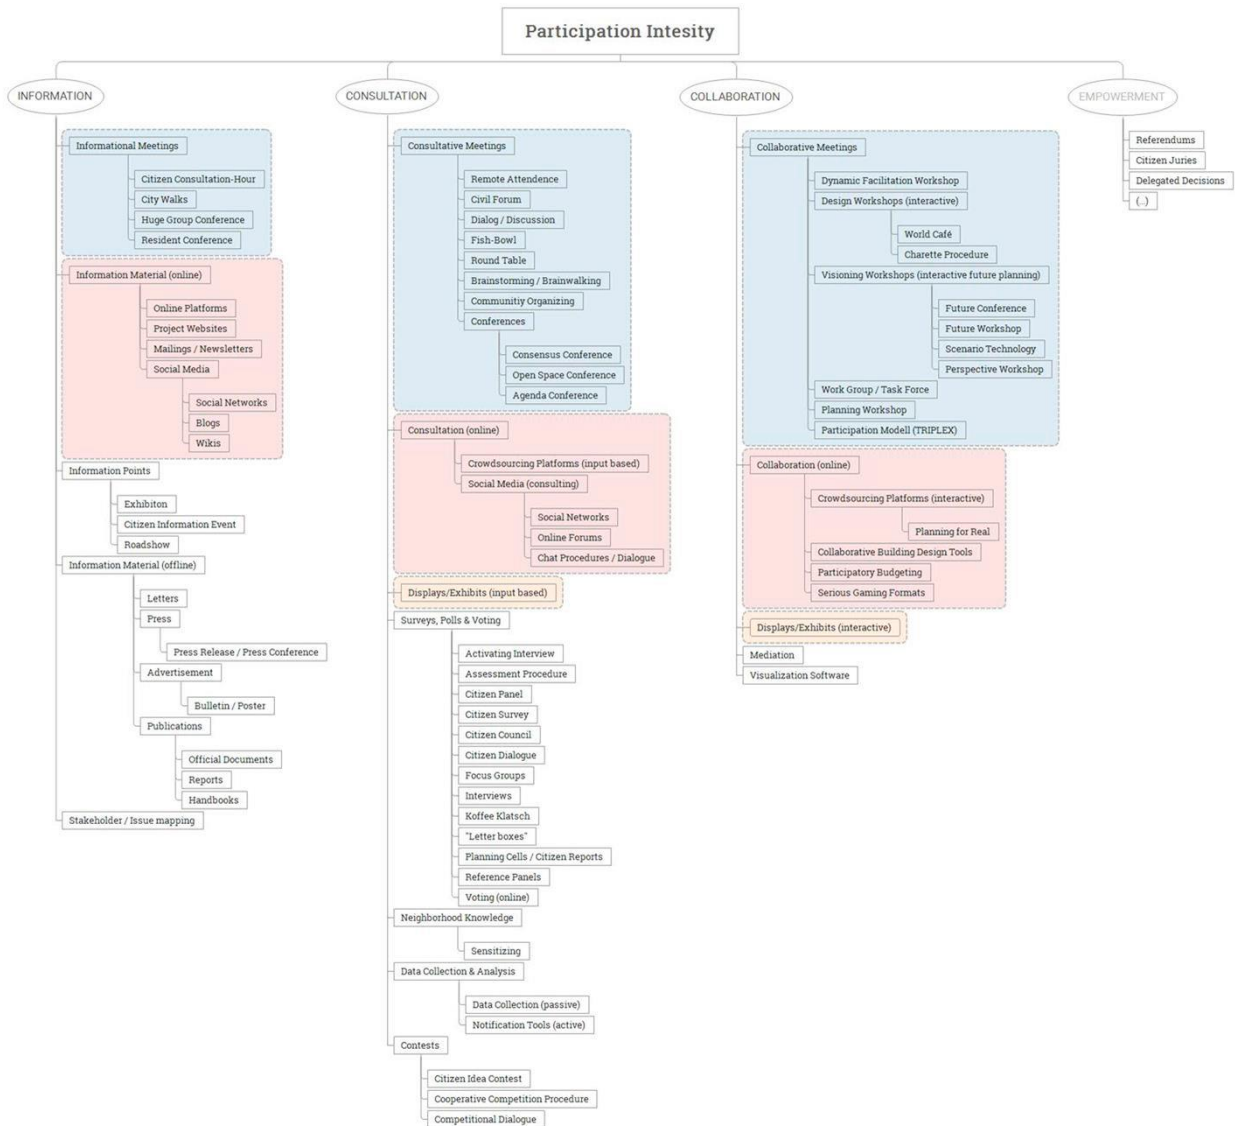 Participation Intesity
INFORMATION
Informational Meetings
Citizen Consultation-Hour
City Walks
Huge Group Conference
Resident Conference
Information Material (online)
Online Platforms
Project Websites
Mailings / Newsletters
Social Media
Social Networks
Blogs
Wikis
Information Points
Exhibiton
Citizen Information Event
Roadshow
Information Material (offline)
Letters
Press
Press Release / Press Conference
Advertisement
Bulletin / Poster
Publications
Official Documents
Reports
Handbooks
Stakeholder / Issue mapping
CONSULTATION
Consultative Meetings
Remote Attendence
Civil Forum
Dialog / Discussion
Fish-Bowl
Round Table
Brainstorming / Brainwalking
Communitiy Organizing
Conferences
Consensus Conference
Open Space Conference
Agenda Conference
Consultation (online)
Crowdsourcing Platforms (input based)
Social Media (consulting)
Social Networks
Online Forums
Chat Procedures / Dialogue
Displays/Exhibits (input based)
Surveys, Polls & Voting
Activating Interview
Assessment Procedure
Citizen Panel
Citizen Survey
Citizen Council
Citizen Dialogue
Focus Groups
Interviews
Koffee Klatsch
"Letter boxes"
Planning Cells / Citizen Reports
Reference Panels
Voting (online)
Neighborhood Knowledge
Sensitizing
Data Collection & Analysis
Data Collection (passive)
Notification Tools (active)
Contests
Citizen Idea Contest
Cooperative Competition Procedure
Competitional Dialogue
COLLABORATION
Collaborative Meetings
Dynamic Facilitation Workshop
Design Workshops (interactive)
World Café
Charette Procedure
Visioning Workshops (interactive future planning)
Future Conference
Future Workshop
Scenario Technology
Perspective Workshop
Work Group / Task Force
Planning Workshop
Participation Modell (TRIPLEX)
Collaboration (online)
Crowdsourcing Platforms (interactive)
Planning for Real
Collaborative Building Design Tools
Participatory Budgeting
Serious Gaming Formats
Displays/Exhibits (interactive)
Mediation
Visualization Software
EMPOWERMENT
Referendums
Citizen Juries
Delegated Decisions
(...)